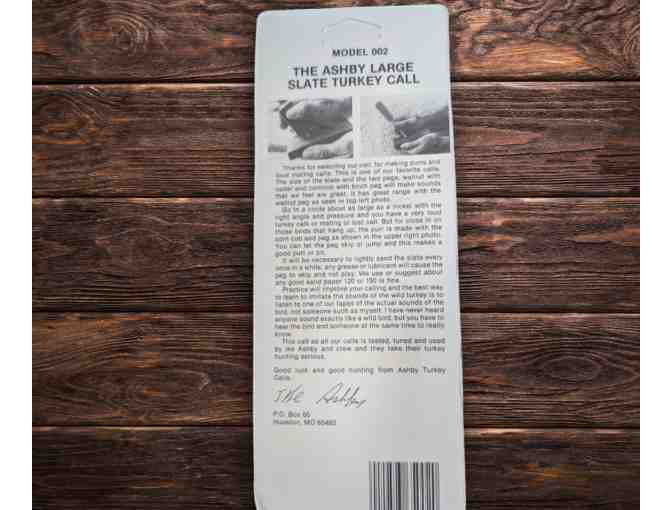 MODEL 002
THE ASHBY LARGE
SLATE TURKEY CALL
Thanks for selecting our call, for making purrs and
loud mating calls. This is one of our favorite calls.
The size of the slate and the two pegs, walnut with
collar and corncob with birch peg will make sounds
that we feel are great. It has great range with the
walnut peg as seen in top left photo.
Go in a circle about as large as a nickel with the
right angle and pressure and you have a very loud
turkey calk or mating or lost call. But for close in on
those birds that hang up, the purr is made with the
corn cob and peg as shown in the upper right photo.
You can let the peg skip or jump and this makes a
good putt or pit.
It will be necessary to lightly sand the slate every
once in a while, any grease or lubricant will cause the
peg to skip and not play. We use or suggest about
any good sand paper 120 or 150 is fine.
Practice will improve your calling and the best way
to learn to imitate the sounds of the wild turkey is to
listen to one of our tapes of the actual sounds of the
bird, not someone such as myself. I have never heard
anyone sound exactly like a wild bird, but you have to
hear the bird and someone at the same time to really
know.
This call as all our calls is tested, tuned and used
by me Ashby and crew and they take their turkey
hunting serious.
Good luck and good hunting from Ashby Turkey
Calls.
Ashby
P.O. Box 65
Houston, MO 65483